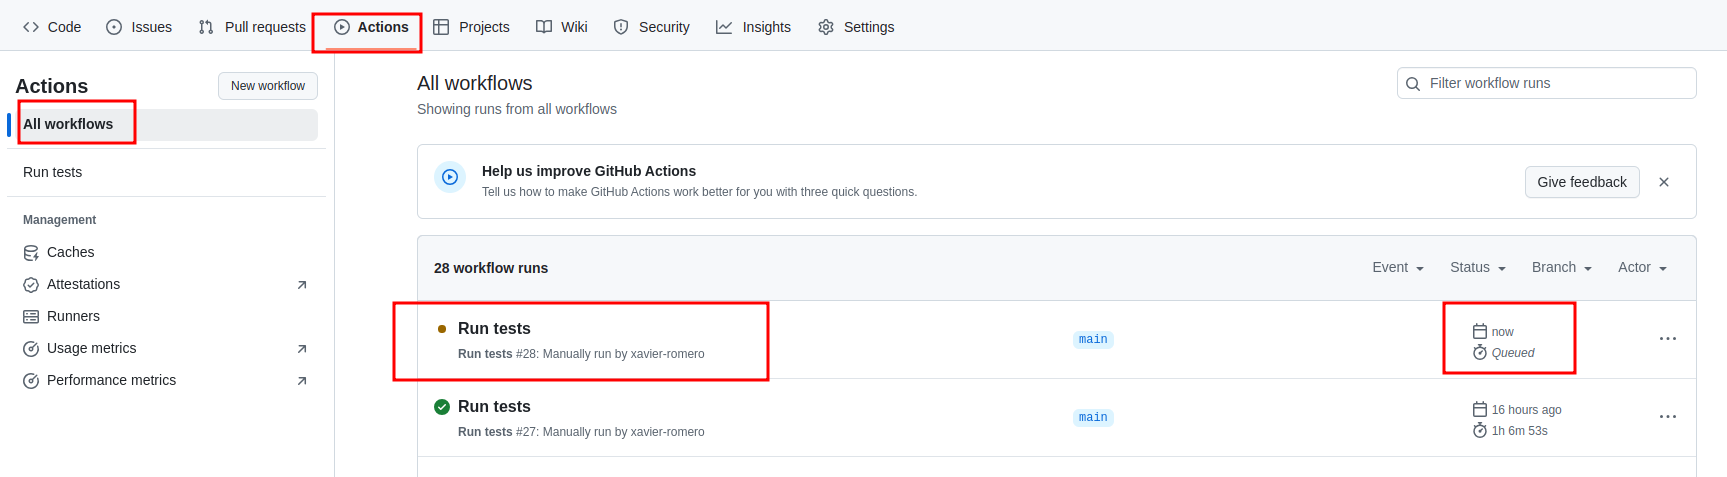 Code Issues Pull requests Actions Projects Wiki Security Insights Settings
Actions New workflow
All workflows
Run tests
Management
Caches
Attestations
Runners
Usage metrics
Performance metrics
All workflows
Showing runs from all workflows
Filter workflow runs
Help us improve GitHub Actions
Tell us how to make GitHub Actions work better for you with three quick questions.
Give feedback
28 workflow runs Event Status Branch Actor
Run tests
Run tests #28: Manually run by xavier-romero
main
now
Queued
Run tests
Run tests #27: Manually run by xavier-romero
main
16 hours ago
1h 6m 53s